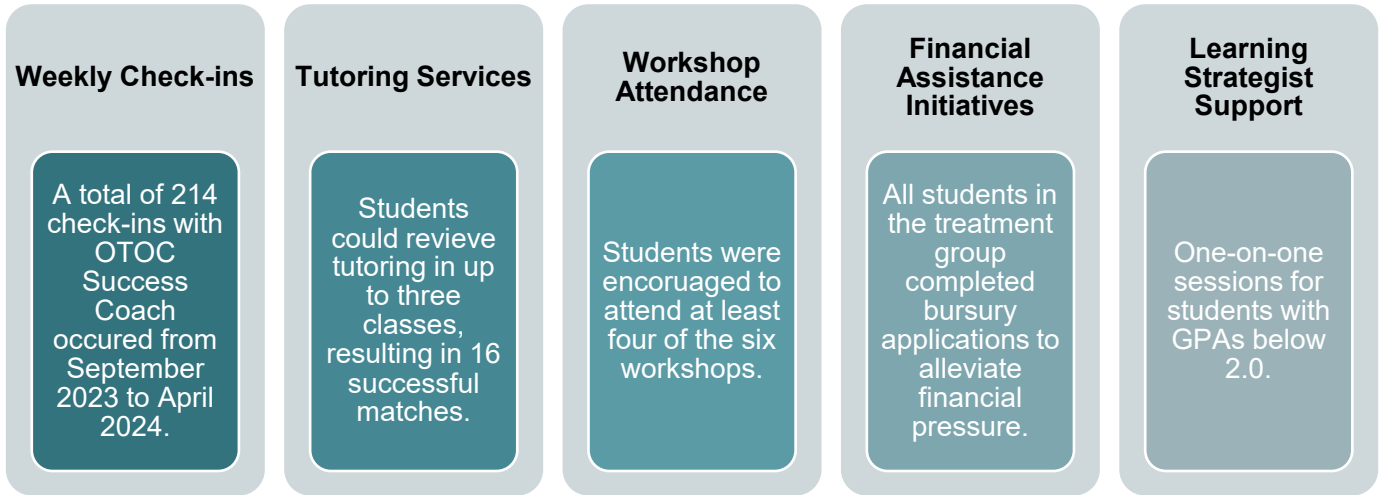 Weekly Check-ins
A total of 214
check-ins with
OTOC
Success
Coach
occured from
September
2023 to April
2024.
Tutoring Services
Students
could revieve
tutoring in up
to three
classes,
resulting in 16
successful
matches.
Workshop
Attendance
Students were
encoruaged to
attend at least
four of the six
workshops.
Financial
Assistance
Initiatives
All students in
the treatment
group
completed
bursury
applications to
alleviate
financial
pressure.
Learning
Strategist
Support
One-on-one
sessions for
students with
GPAs below
2.0.